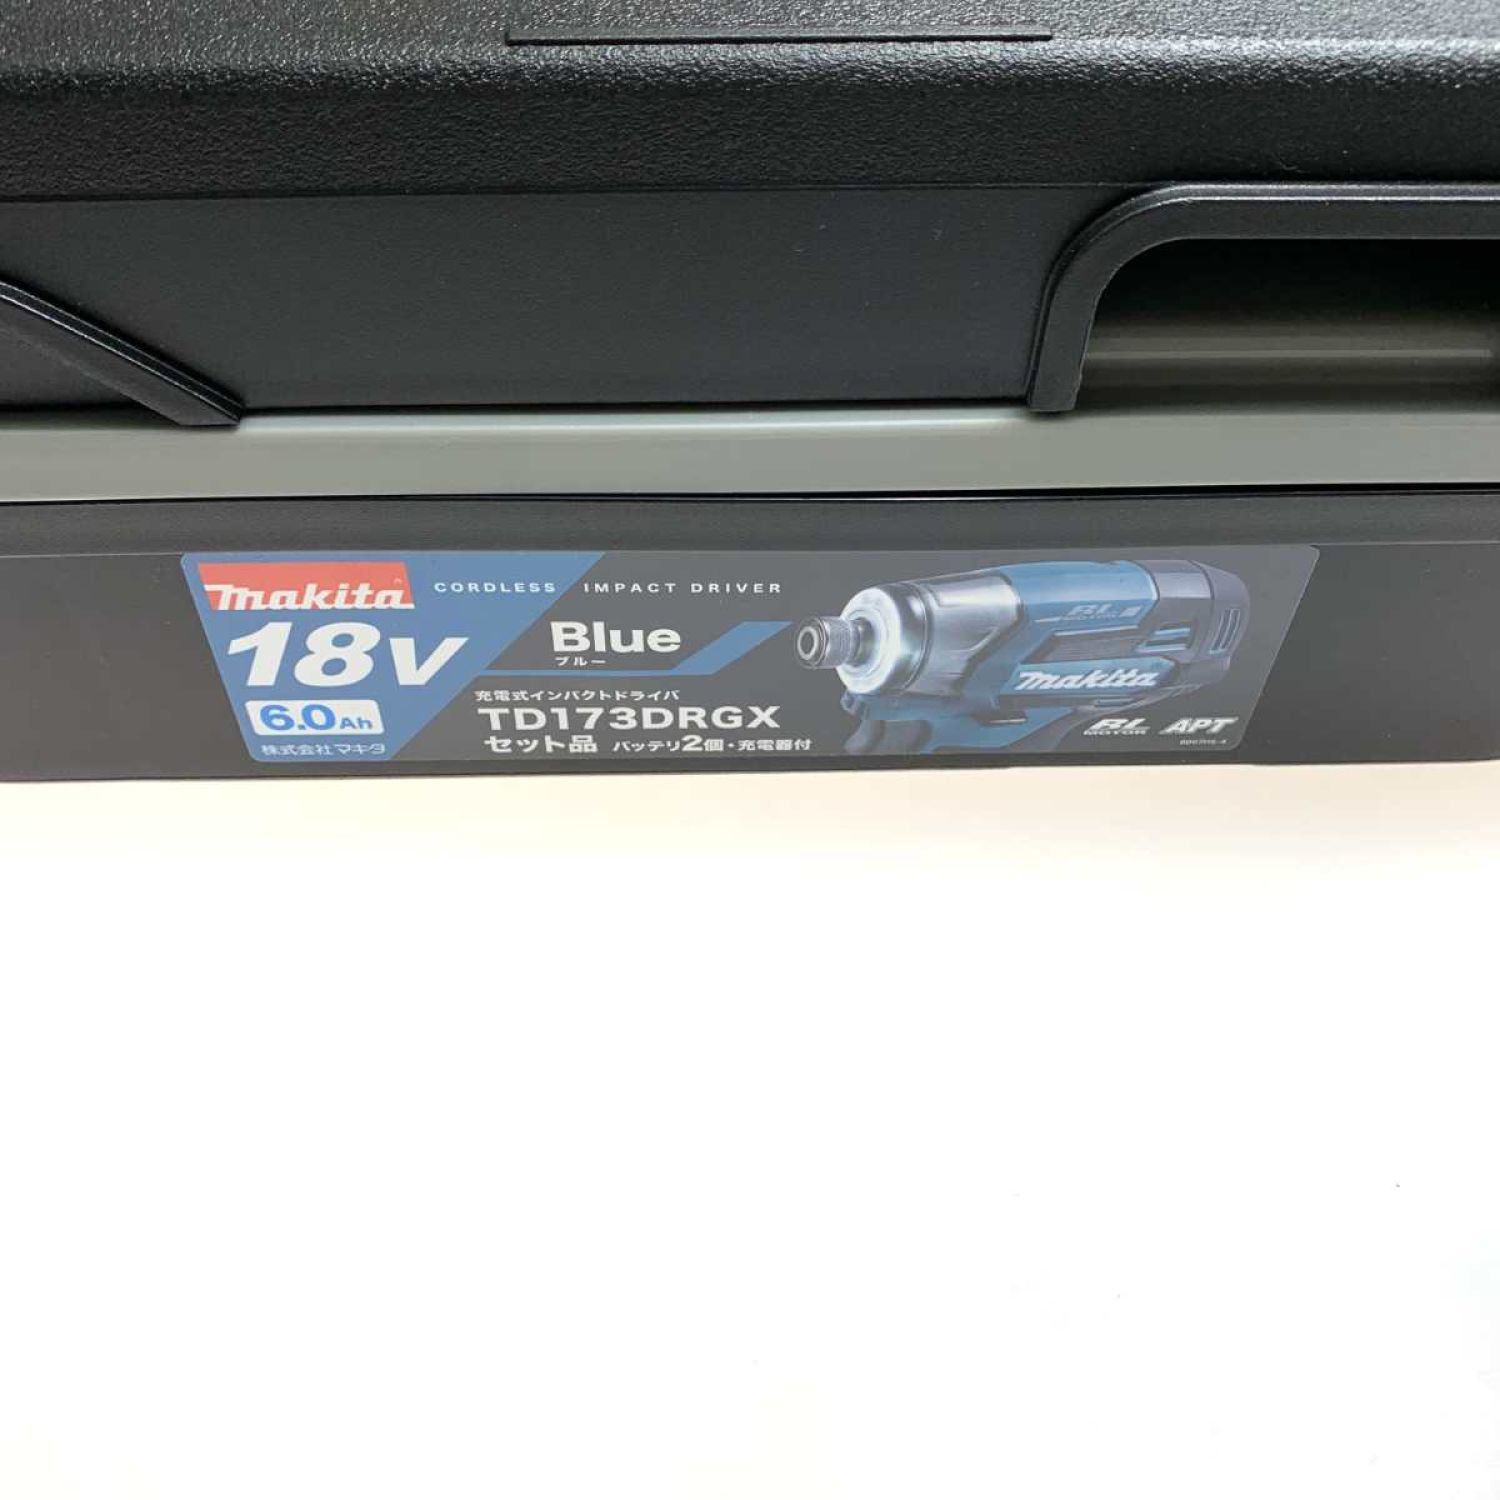 makita
CORDLESS IMPACT DRIVER
18V
Blue
ブルー
6.0Ah
充電式インパクトドライバ
TD173DRGX
セット品 バッテリ2個・充電器付
株式会社マキタ
BL
MOTOR
makita
BL
MOTOR
APT